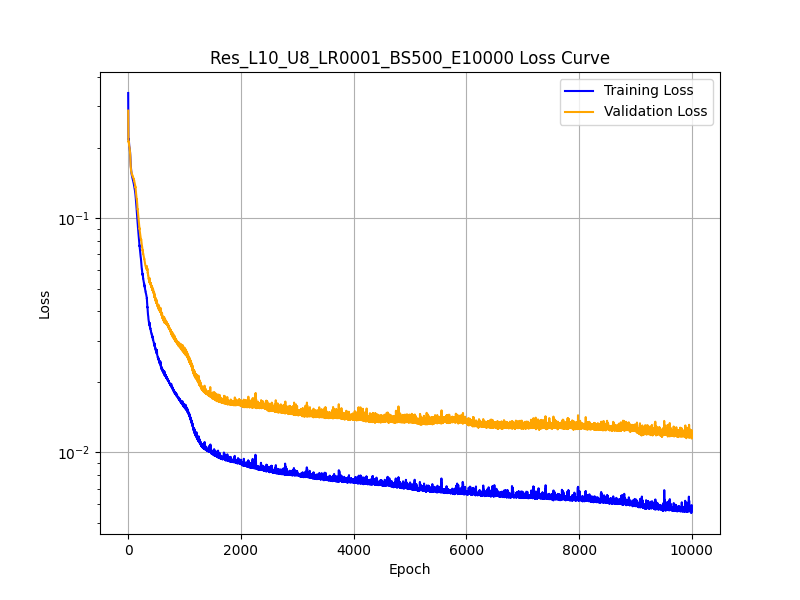 Res_L10_U8_LR0001_BS500_E10000 Loss Curve
Training Loss
Validation Loss
10⁻¹
10⁻²
Loss
0
2000
4000
6000
8000
10000
Epoch